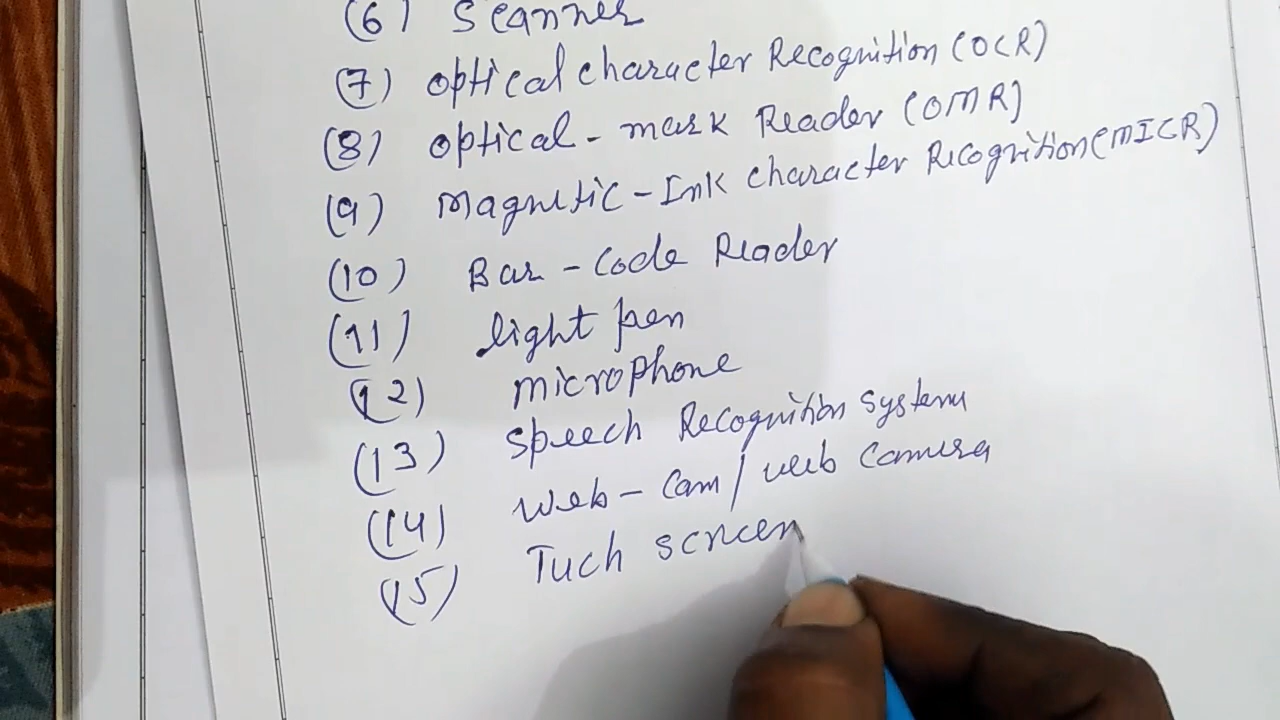 (6) Scanner
(7) optical character Recognition (OCR)
(8) optical - mark Reader (OMR)
(9) Magnetic - Ink character Recognition (MICR)
(10) Bar - Code Reader
(11) light pen
(12) microphone
(13) Speech Recognition System
(14) Web - Cam / web camera
(15) Tuch screen